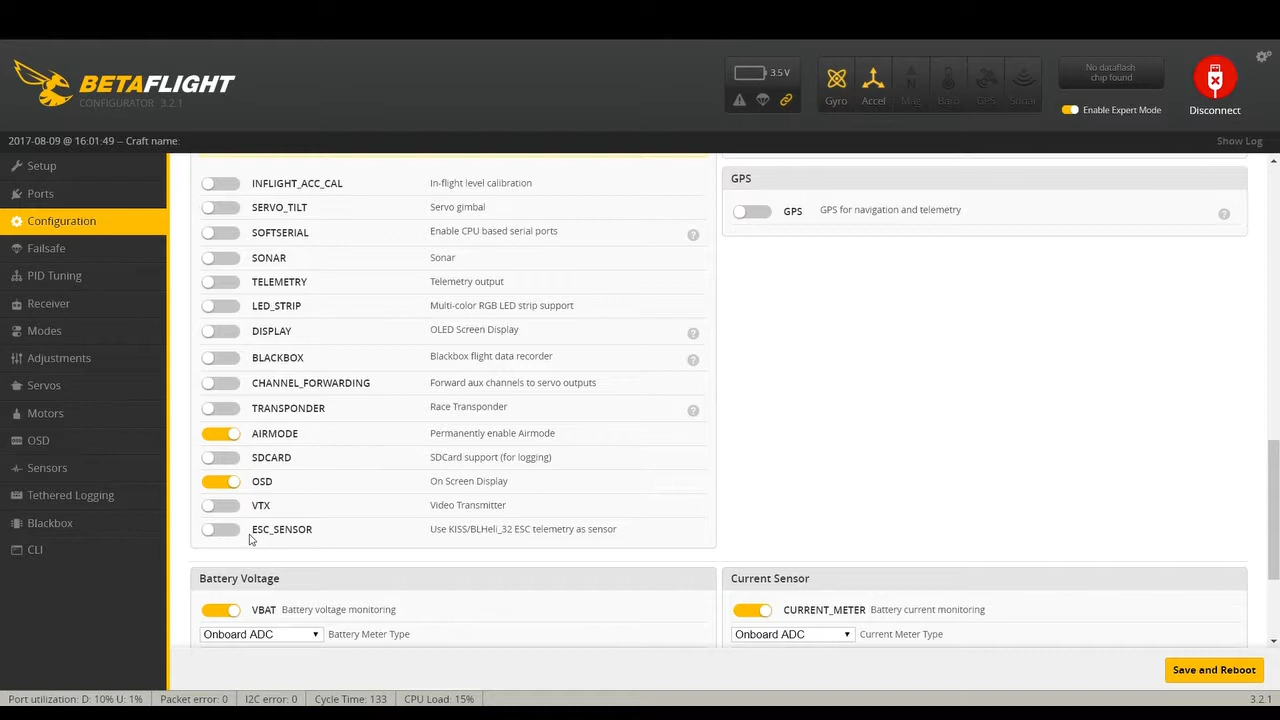 BETAFLIGHT
CONFIGURATOR 3.2.1
3.5 V
Gyro
Accel
Mag
Baro
GPS
Sonar
No dataflash
chip found
Enable Expert Mode
Disconnect
2017-08-09 @ 16:01:49 -- Craft name:
Show Log
Setup
Ports
Configuration
Failsafe
PID Tuning
Receiver
Modes
Adjustments
Servos
Motors
OSD
Sensors
Tethered Logging
Blackbox
CLI
INFLIGHT_ACC_CAL In-flight level calibration
SERVO_TILT Servo gimbal
SOFTSERIAL Enable CPU based serial ports ?
SONAR Sonar
TELEMETRY Telemetry output
LED_STRIP Multi-color RGB LED strip support
DISPLAY OLED Screen Display ?
BLACKBOX Blackbox flight data recorder ?
CHANNEL_FORWARDING Forward aux channels to servo outputs
TRANSPONDER Race Transponder ?
AIRMODE Permanently enable Airmode
SDCARD SDCard support (for logging)
OSD On Screen Display
VTX Video Transmitter
ESC_SENSOR Use KISS/BLHeli_32 ESC telemetry as sensor
GPS
GPS GPS for navigation and telemetry ?
Battery Voltage
VBAT Battery voltage monitoring
Onboard ADC Battery Meter Type
Current Sensor
CURRENT_METER Battery current monitoring
Onboard ADC Current Meter Type
Save and Reboot
Port utilization: D: 10% U: 1% Packet error: 0 I2C error: 0 Cycle Time: 133 CPU Load: 15% 3.2.1